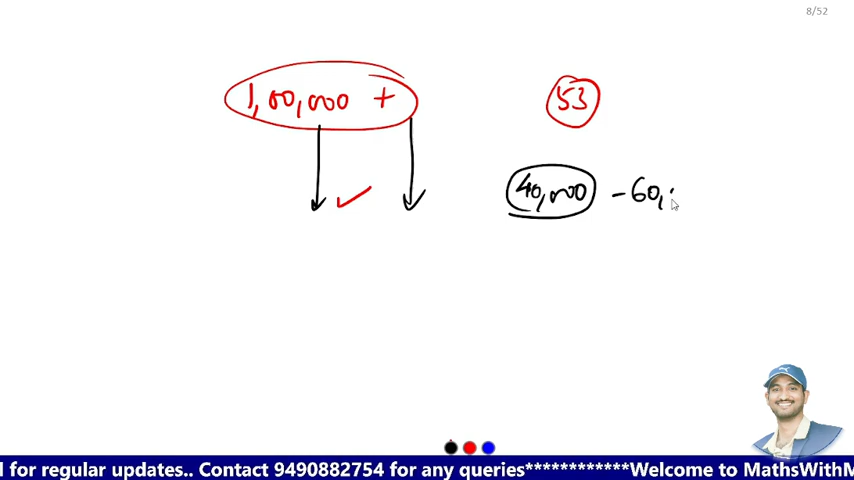 8/52
1,00,000 + 53
40,000 - 60,
l for regular updates.. Contact 9490882754 for any queries************Welcome to MathsWithM